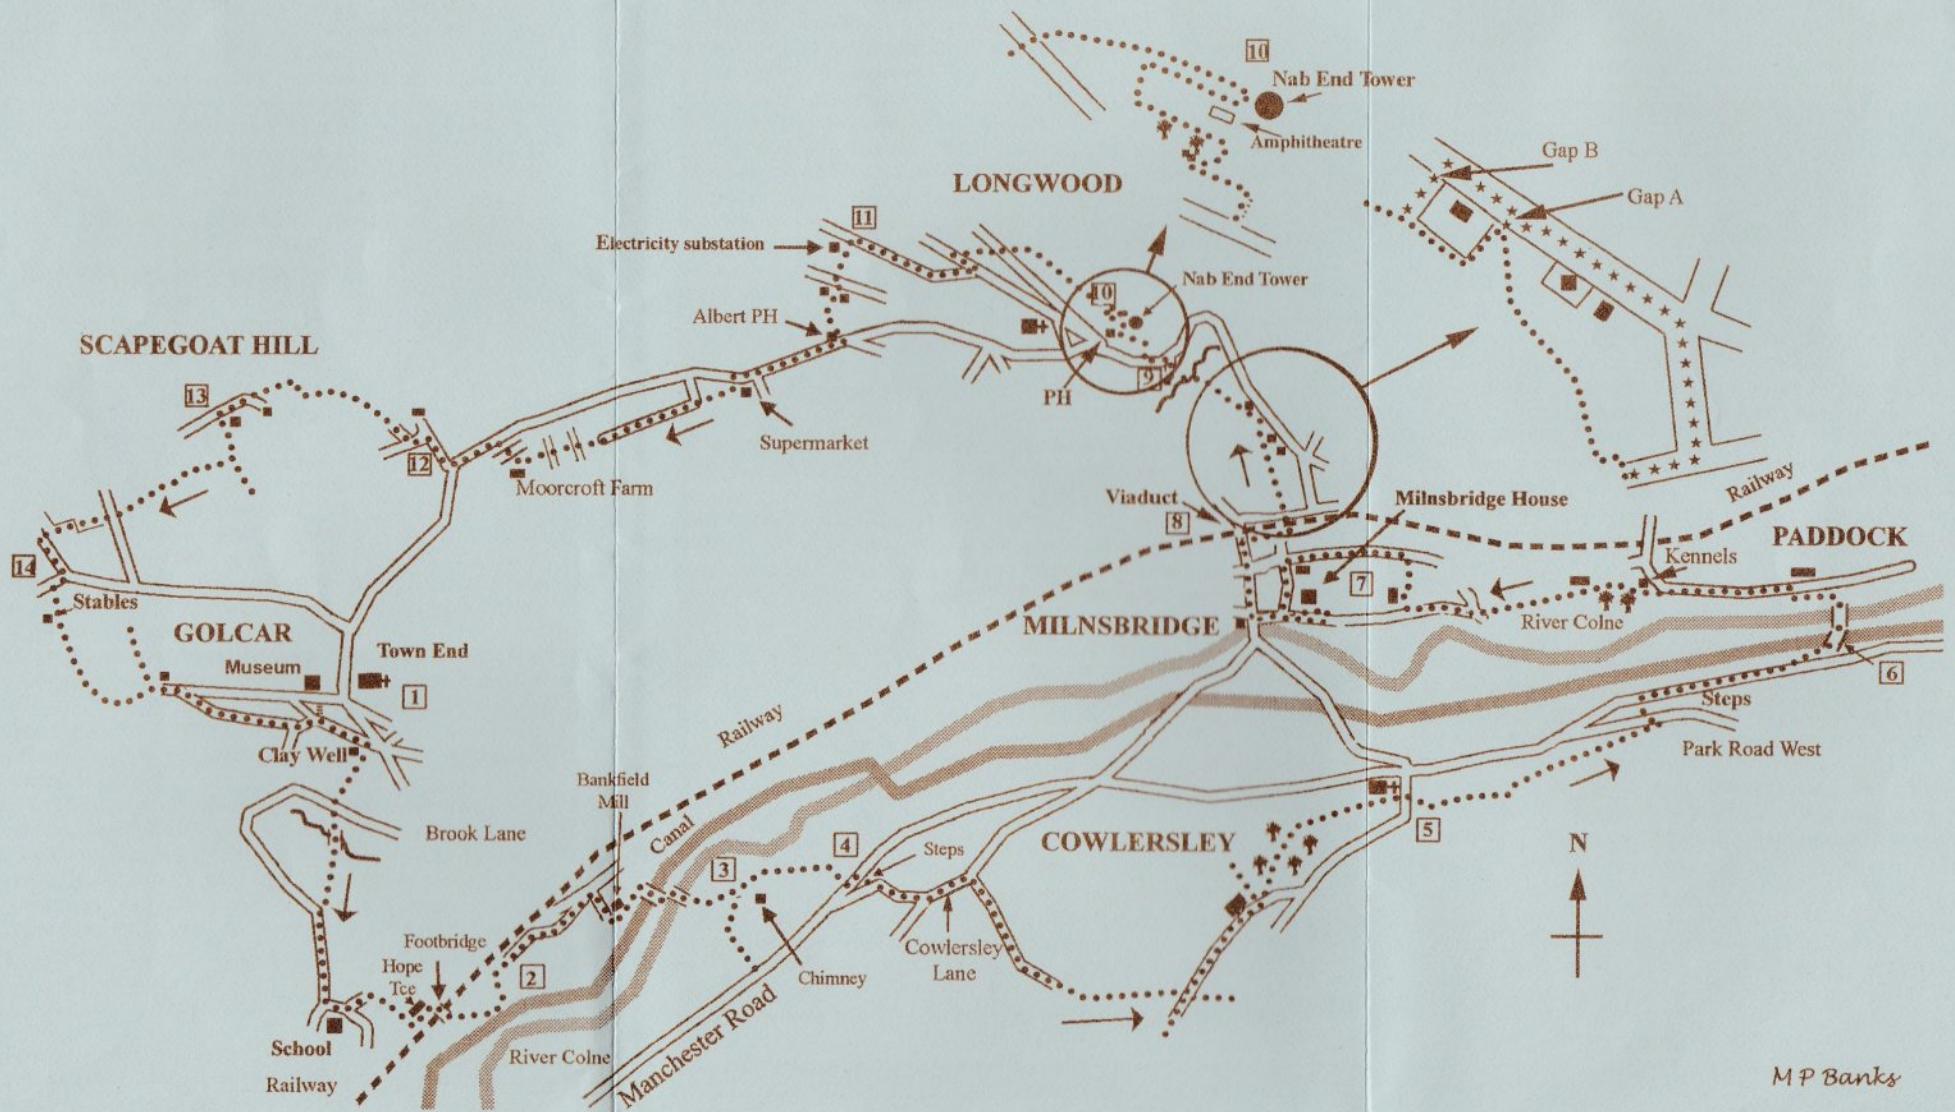 10
Nab End Tower
Amphitheatre
Gap B
Gap A
LONGWOOD
11
Electricity substation
10
Nab End Tower
Albert PH
SCAPEGOAT HILL
13
9
PH
Supermarket
12
Moorcroft Farm
Viaduct
8
Milnsbridge House
Railway
PADDOCK
Kennels
14
Stables
7
River Colne
GOLCAR
MILNSBRIDGE
Museum
Town End
1
6
Steps
Park Road West
Clay Well
Railway
Bankfield
Mill
Brook Lane
Canal
4
Steps
COWLERSLEY
5
N
3
Footbridge
Hope
Tce
2
Cowlersley
Lane
Chimney
Manchester Road
School
River Colne
Railway
M P Banks